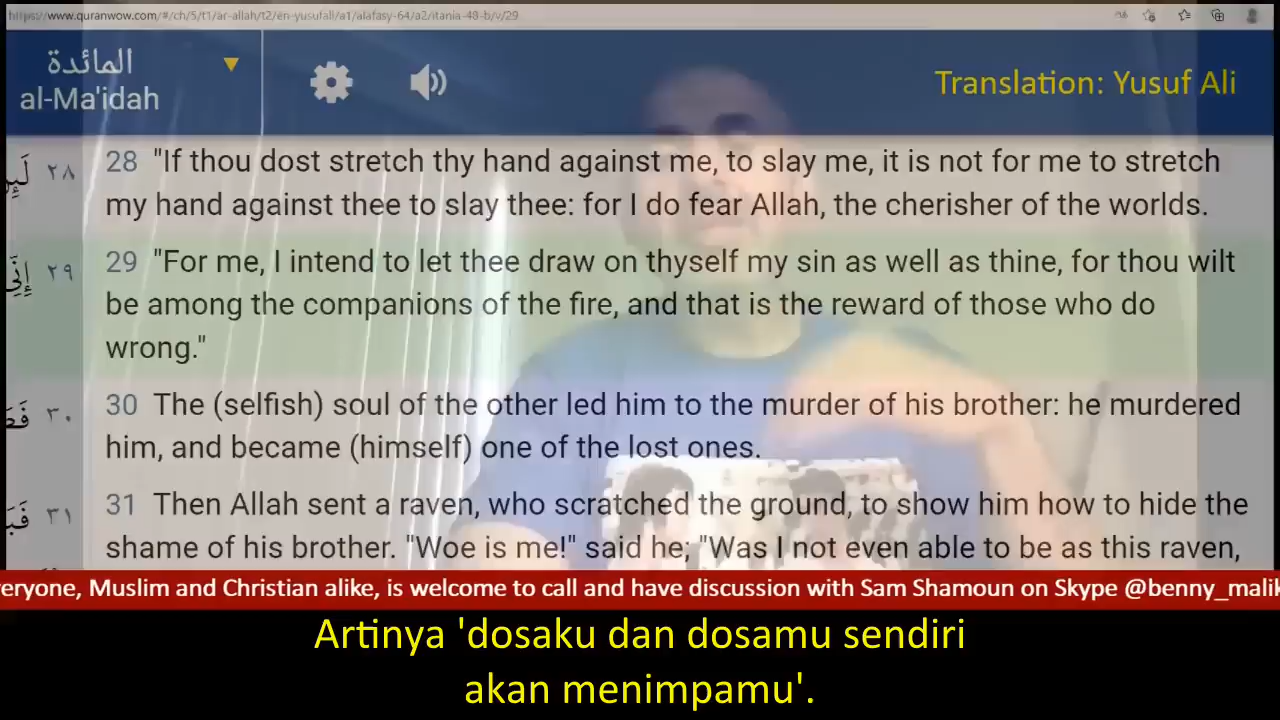 https://www.quranwow.com/#/ch/5/t1/ar-allah/t2/en-yusufali/a1/alafasy-64/a2/itania-48-b/v/29
المائدة
al-Ma'idah
Translation: Yusuf Ali
٢٨
28 "If thou dost stretch thy hand against me, to slay me, it is not for me to stretch
my hand against thee to slay thee: for I do fear Allah, the cherisher of the worlds.
٢٩
29 "For me, I intend to let thee draw on thyself my sin as well as thine, for thou wilt
be among the companions of the fire, and that is the reward of those who do
wrong."
٣٠
30 The (selfish) soul of the other led him to the murder of his brother: he murdered
him, and became (himself) one of the lost ones.
٣١
31 Then Allah sent a raven, who scratched the ground, to show him how to hide the
shame of his brother. "Woe is me!" said he; "Was I not even able to be as this raven,
eryone, Muslim and Christian alike, is welcome to call and have discussion with Sam Shamoun on Skype @benny_malik
Artinya 'dosaku dan dosamu sendiri
akan menimpamu'.